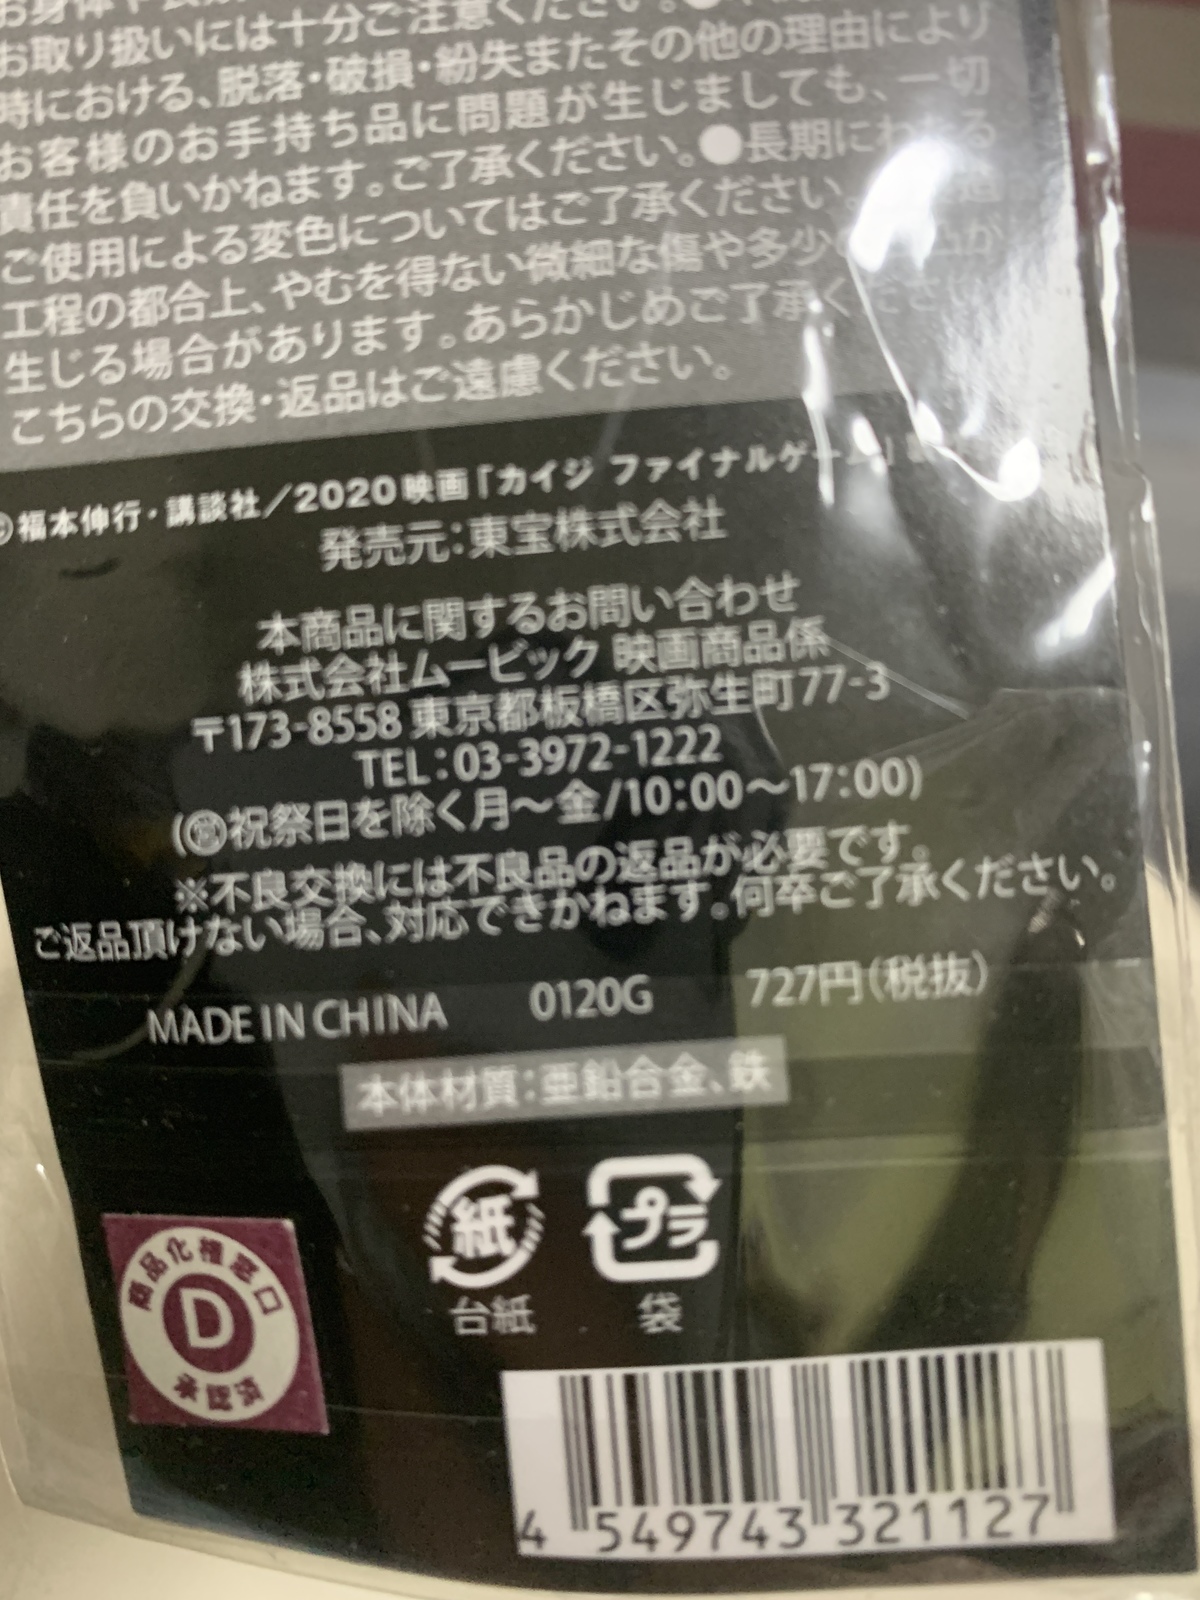 お取り扱いには十分ご注意ください。●
時における、脱落・破損・紛失またその他の理由により
お客様のお手持ち品に問題が生じましても、一切
責任を負いかねます。ご了承ください。●長期にわたる
ご使用による変色についてはご了承ください。
工程の都合上、やむを得ない微細な傷や多少
生じる場合があります。あらかじめご了承ください
こちらの交換・返品はご遠慮ください。
©福本伸行・講談社／2020映画「カイジ ファイナルゲーム」
発売元：東宝株式会社
本商品に関するお問い合わせ
株式会社ムービック 映画商品係
〒173-8558 東京都板橋区弥生町77-3
TEL：03-3972-1222
(㊡祝祭日を除く月〜金/10：00〜17：00)
※不良交換には不良品の返品が必要です。
ご返品頂けない場合、対応できかねます。何卒ご了承ください。
MADE IN CHINA 0120G 727円（税抜）
本体材質：亜鉛合金、鉄
紙 プラ
台紙 袋
商品化権窓口
D
承認済
4 549743 321127